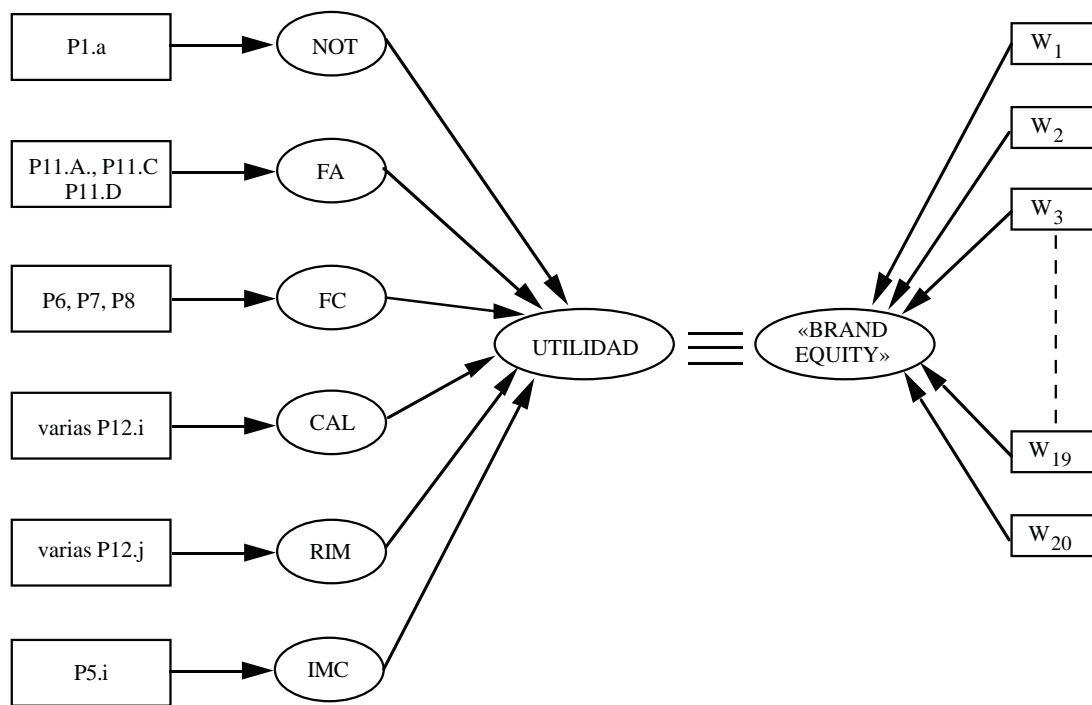 P1.a
NOT
W1
P11.A., P11.C
P11.D
FA
W2
W3
P6, P7, P8
FC
UTILIDAD
«BRAND
EQUITY»
varias P12.i
CAL
W19
varias P12.j
RIM
W20
P5.i
IMC